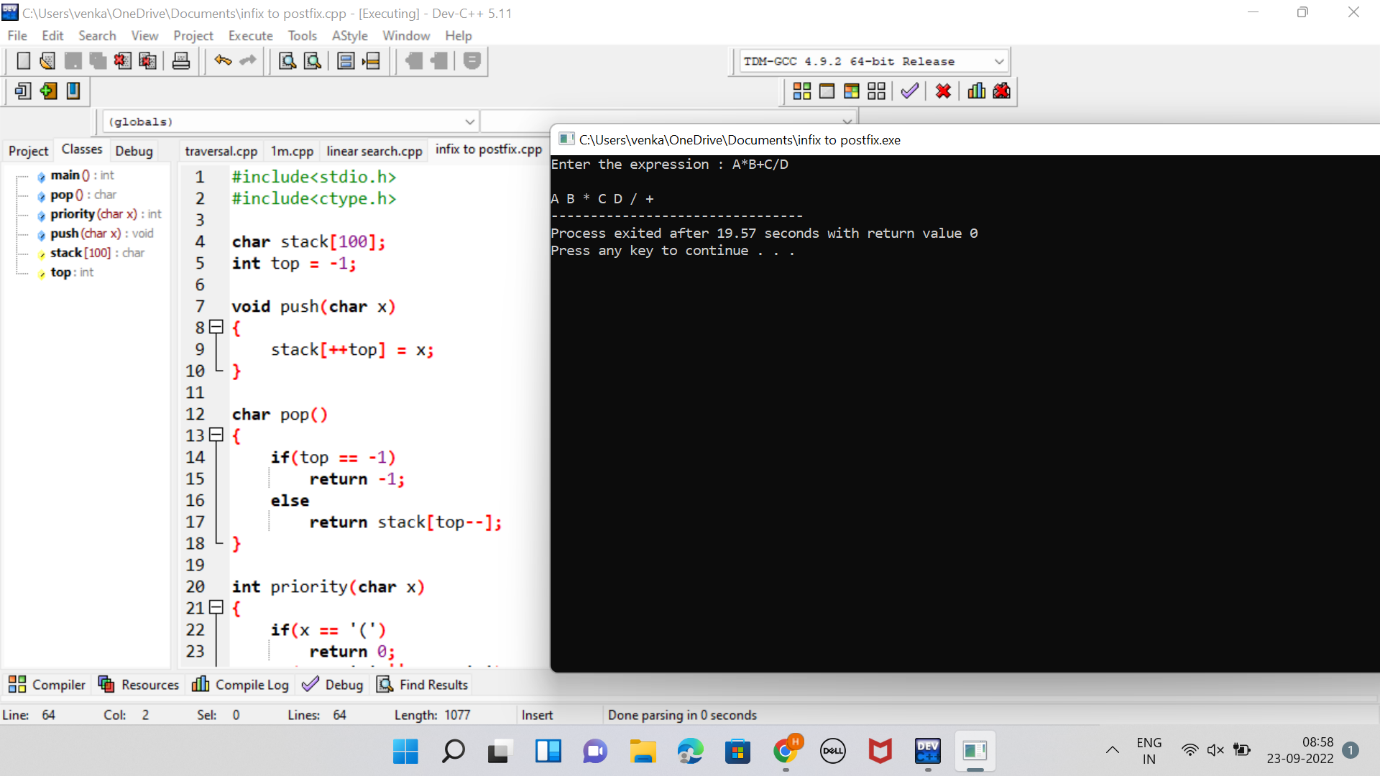 C:\Users\venka\OneDrive\Documents\infix to postfix.cpp - [Executing] - Dev-C++ 5.11
File Edit Search View Project Execute Tools AStyle Window Help
TDM-GCC 4.9.2 64-bit Release
(globals)
Project Classes Debug
main () : int
pop () : char
priority (char x) : int
push (char x) : void
stack [100] : char
top : int
traversal.cpp 1m.cpp linear search.cpp infix to postfix.cpp
1 #include<stdio.h>
2 #include<ctype.h>
3
4 char stack[100];
5 int top = -1;
6
7 void push(char x)
8 {
9 stack[++top] = x;
10 }
11
12 char pop()
13 {
14 if(top == -1)
15 return -1;
16 else
17 return stack[top--];
18 }
19
20 int priority(char x)
21 {
22 if(x == '(')
23 return 0;
C:\Users\venka\OneDrive\Documents\infix to postfix.exe
Enter the expression : A*B+C/D
A B * C D / +
--------------------------------
Process exited after 19.57 seconds with return value 0
Press any key to continue . . .
Compiler Resources Compile Log Debug Find Results
Line: 64 Col: 2 Sel: 0 Lines: 64 Length: 1077 Insert Done parsing in 0 seconds
DEV
H
DELL
ENG
IN
08:58
23-09-2022
1